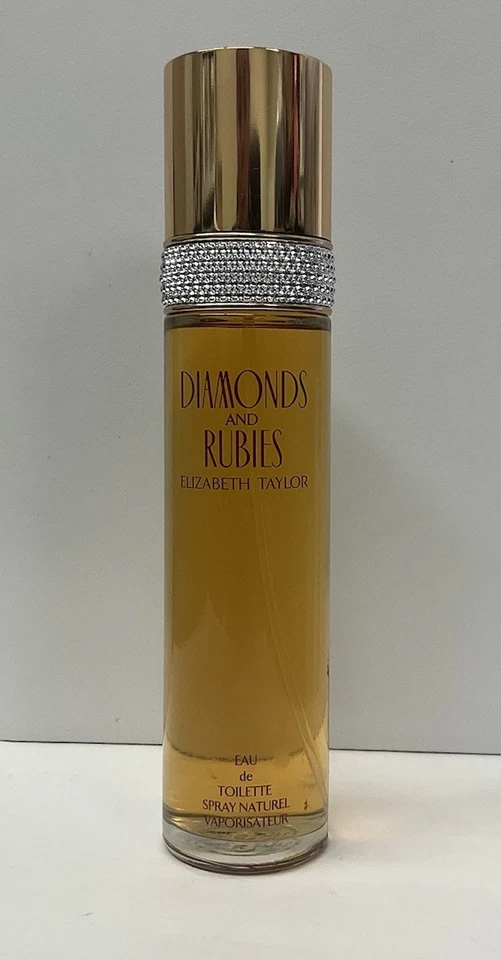 DIAMONDS
AND
RUBIES
ELIZABETH TAYLOR
EAU
de
TOILETTE
SPRAY NATUREL
VAPORISATEUR